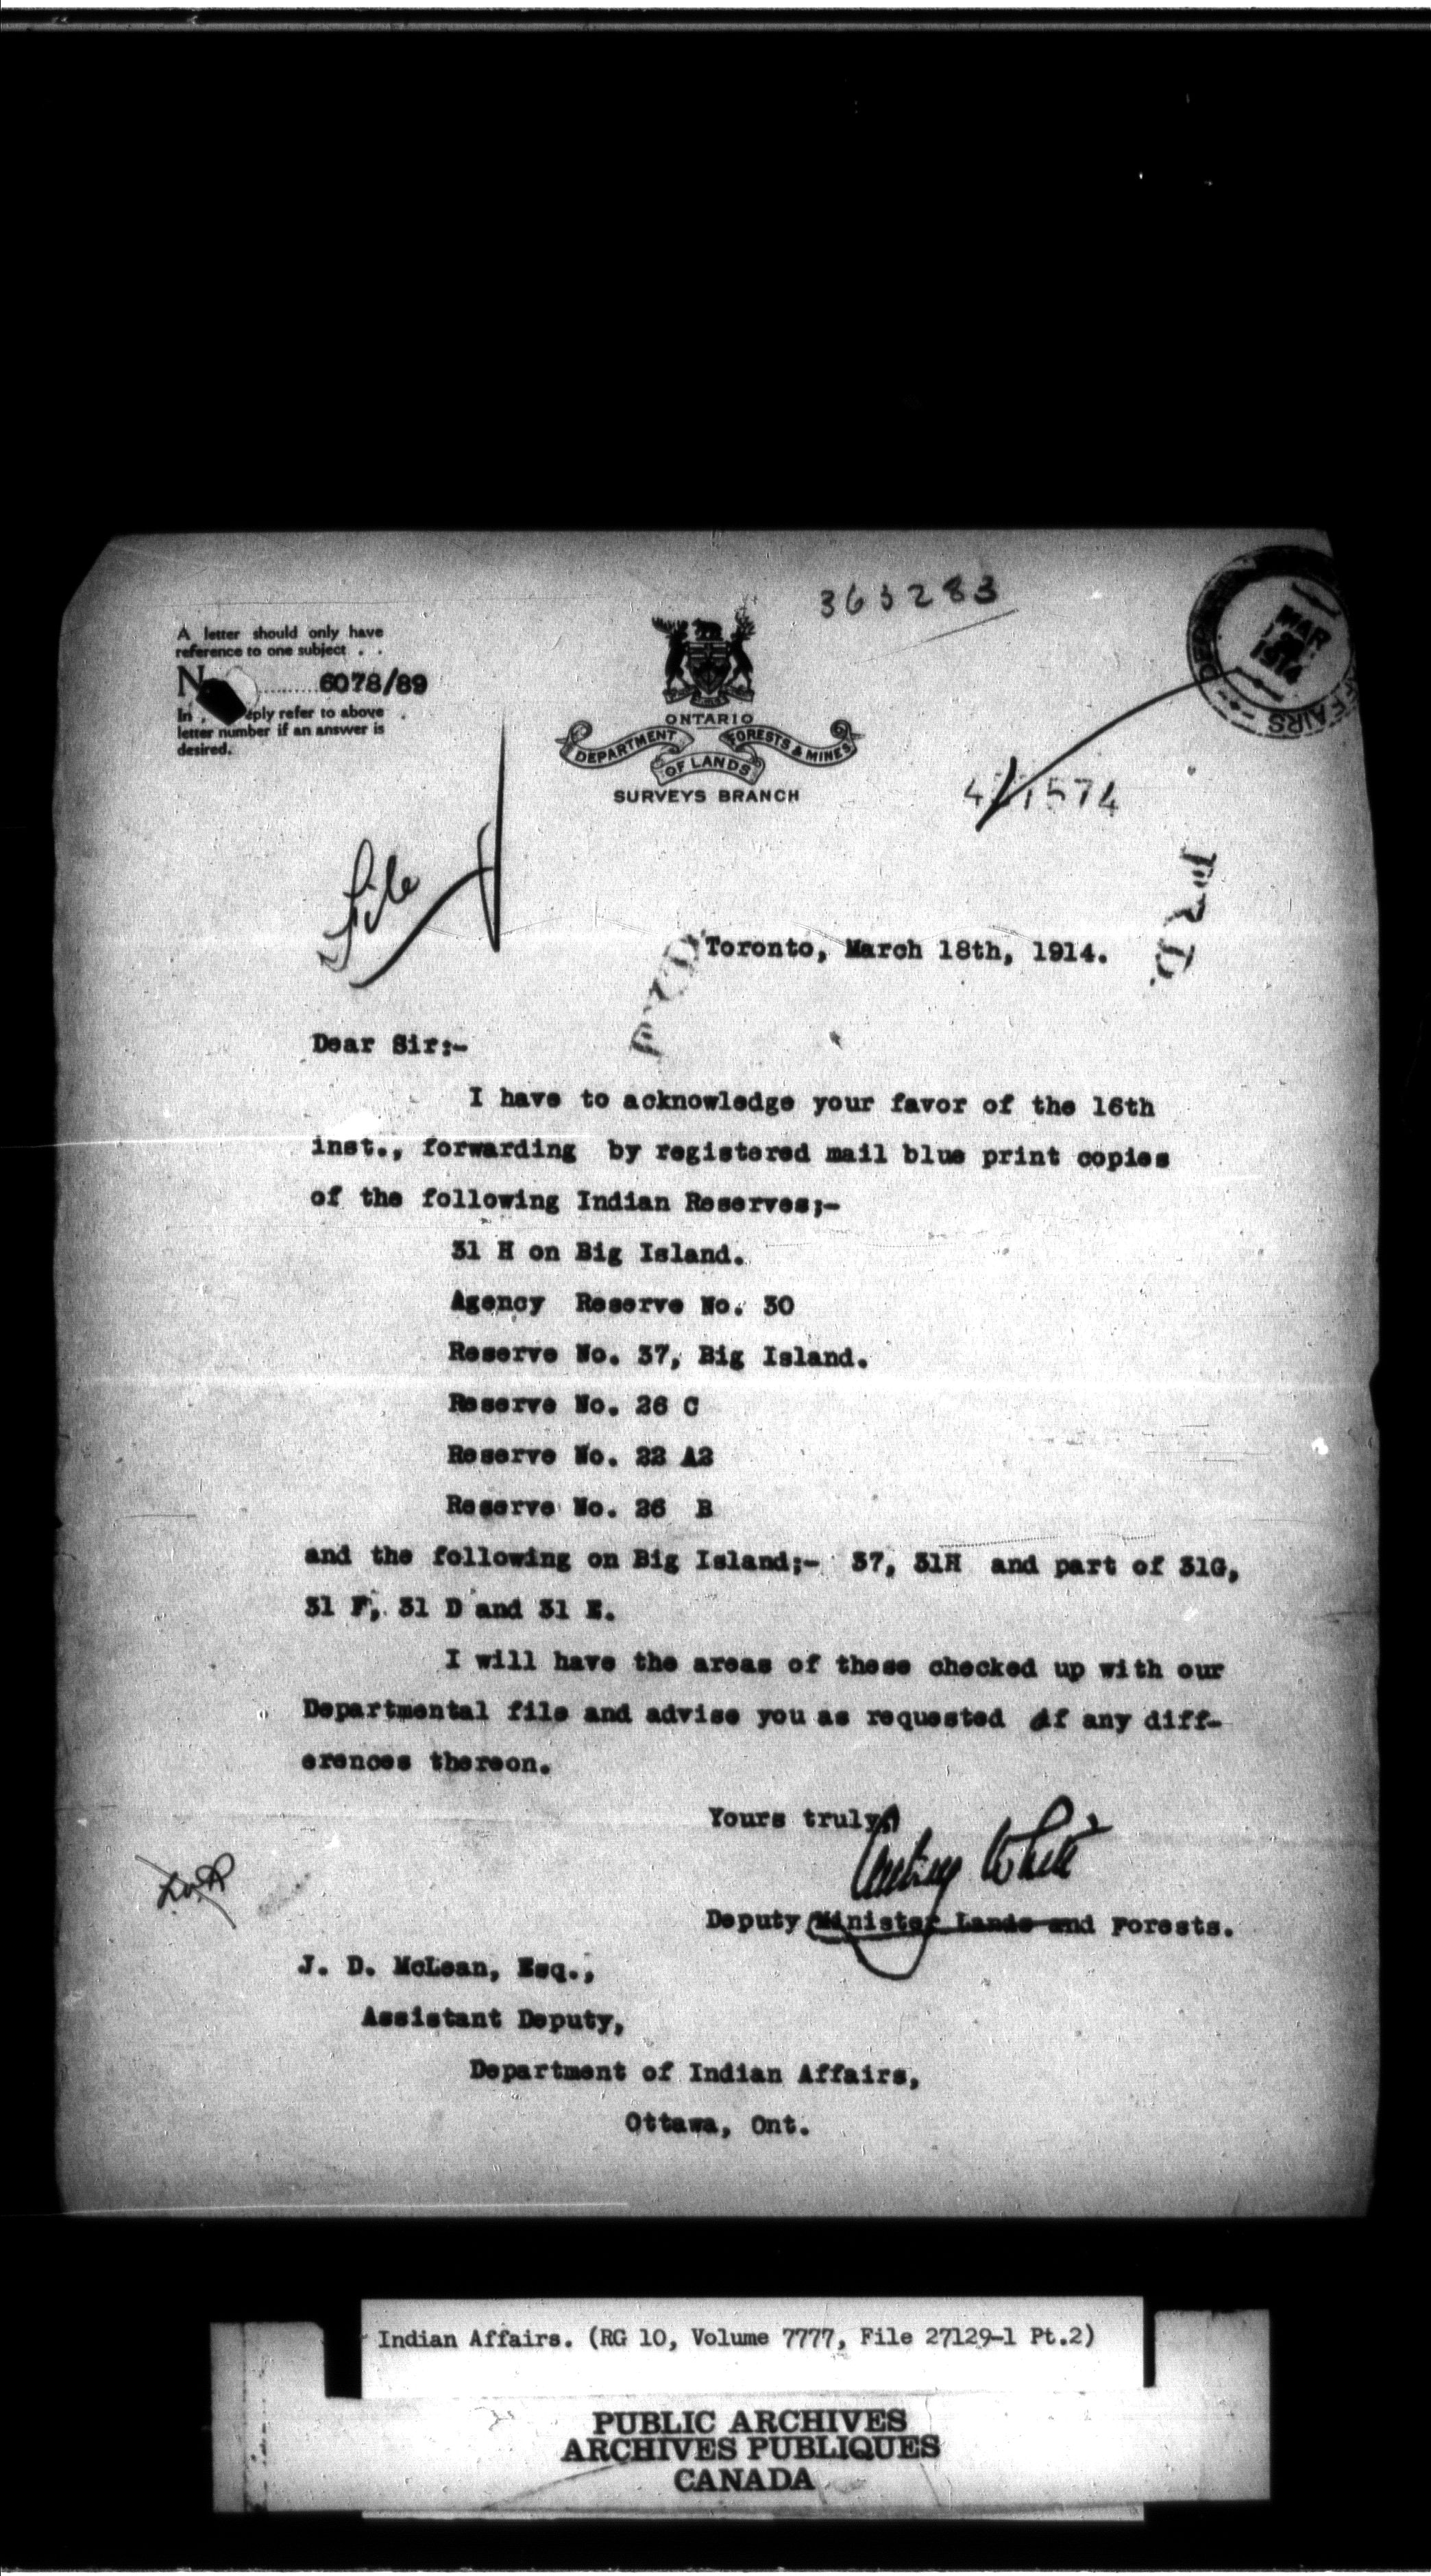 363283
A letter should only have
reference to one subject . .
6078/89
In reply refer to above
letter number if an answer is
desired.
ONTARIO
DEPARTMENT OF LANDS FORESTS & MINES
SURVEYS BRANCH
MAR
1914
AFFAIRS
File
Toronto, March 18th, 1914.
Dear Sir:-
I have to acknowledge your favor of the 16th
inst., forwarding by registered mail blue print copies
of the following Indian Reserves;-
31 H on Big Island.
Agency Reserve No. 30
Reserve No. 37, Big Island.
Reserve No. 26 C
Reserve No. 22 A2
Reserve No. 26 B
and the following on Big Island;- 37, 31H and part of 31G,
31 F, 31 D and 31 E.
I will have the areas of these checked up with our
Departmental file and advise you as requested if any diff-
erences thereon.
Yours truly,
Aubrey White
Deputy Minister Lands and Forests.
J. D. McLean, Esq.,
Assistant Deputy,
Department of Indian Affairs,
Ottawa, Ont.
Indian Affairs. (RG 10, Volume 7777, File 27129-1 Pt.2)
PUBLIC ARCHIVES
ARCHIVES PUBLIQUES
CANADA